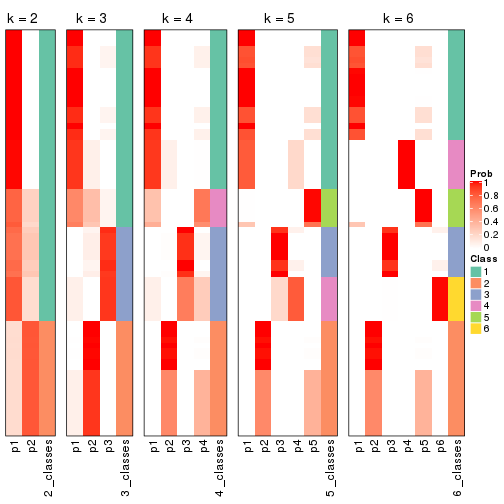 k = 2
k = 3
k = 4
k = 5
k = 6
p1
p2
2_classes
p1
p2
p3
3_classes
p1
p2
p3
p4
4_classes
p1
p2
p3
p4
p5
5_classes
p1
p2
p3
p4
p5
p6
6_classes
Prob
1
0.8
0.6
0.4
0.2
0
Class
1
2
3
4
5
6